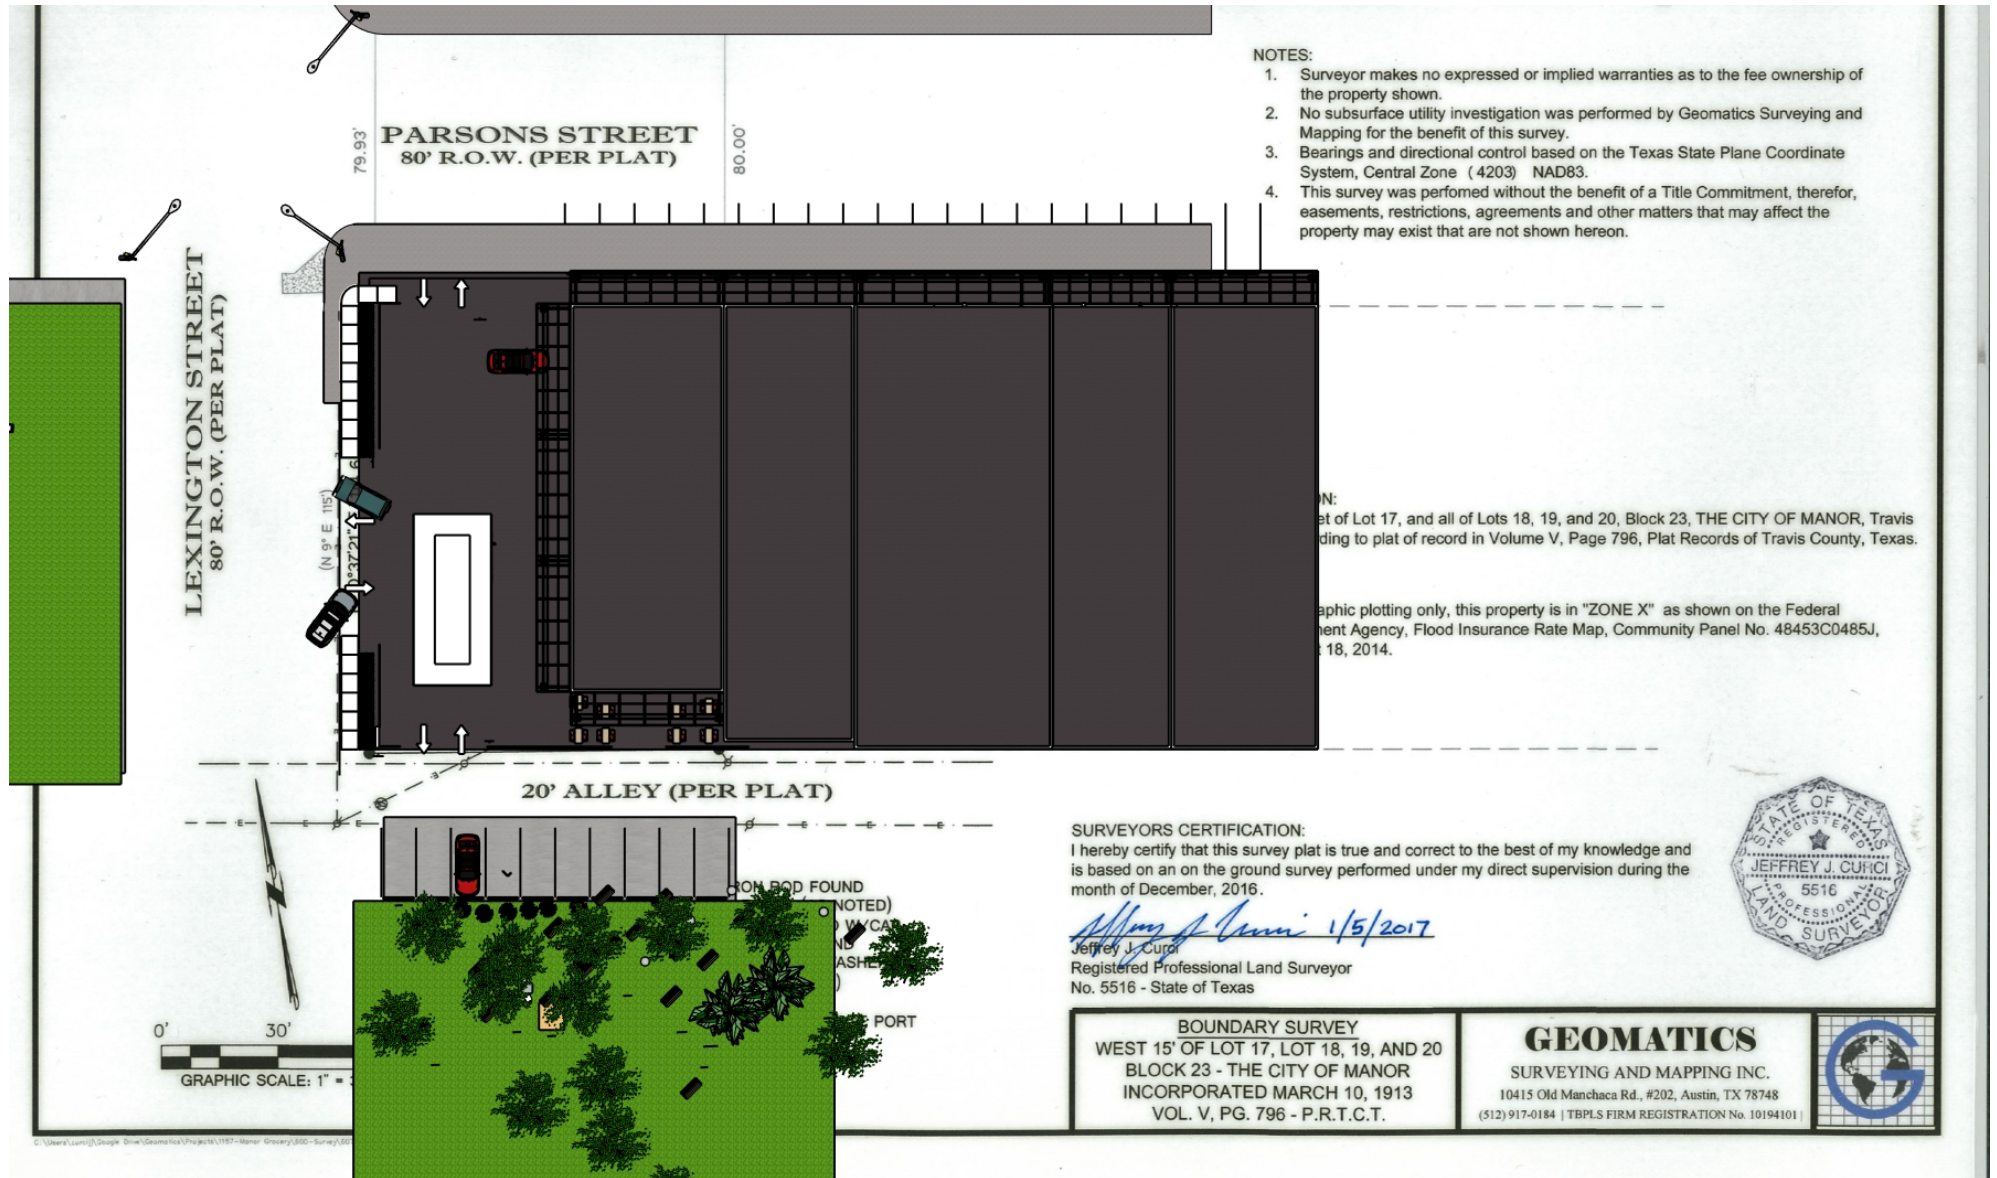 NOTES:
1. Surveyor makes no expressed or implied warranties as to the fee ownership of
the property shown.
2. No subsurface utility investigation was performed by Geomatics Surveying and
Mapping for the benefit of this survey.
3. Bearings and directional control based on the Texas State Plane Coordinate
System, Central Zone ( 4203) NAD83.
4. This survey was perfomed without the benefit of a Title Commitment, therefor,
easements, restrictions, agreements and other matters that may affect the
property may exist that are not shown hereon.
79.93'
PARSONS STREET
80' R.O.W. (PER PLAT)
80.00'
LEXINGTON STREET
80' R.O.W. (PER PLAT)
(N 9° E 115')
°37'21"
ON:
et of Lot 17, and all of Lots 18, 19, and 20, Block 23, THE CITY OF MANOR, Travis
ding to plat of record in Volume V, Page 796, Plat Records of Travis County, Texas.
aphic plotting only, this property is in "ZONE X" as shown on the Federal
ent Agency, Flood Insurance Rate Map, Community Panel No. 48453C0485J,
18, 2014.
20' ALLEY (PER PLAT)
E E E E E E
RON ROD FOUND
NOTED)
W/CA
ND
ASHE
)
PORT
0' 30'
GRAPHIC SCALE: 1" =
SURVEYORS CERTIFICATION:
I hereby certify that this survey plat is true and correct to the best of my knowledge and
is based on an on the ground survey performed under my direct supervision during the
month of December, 2016.
1/5/2017
Jeffrey J. Curci
Registered Professional Land Surveyor
No. 5516 - State of Texas
STATE OF TEXAS
REGISTERED
JEFFREY J. CURCI
5516
PROFESSIONAL
LAND SURVEYOR
BOUNDARY SURVEY
WEST 15' OF LOT 17, LOT 18, 19, AND 20
BLOCK 23 - THE CITY OF MANOR
INCORPORATED MARCH 10, 1913
VOL. V, PG. 796 - P.R.T.C.T.
GEOMATICS
SURVEYING AND MAPPING INC.
10415 Old Manchaca Rd., #202, Austin, TX 78748
(512) 917-0184 | TBPLS FIRM REGISTRATION No. 10194101
G